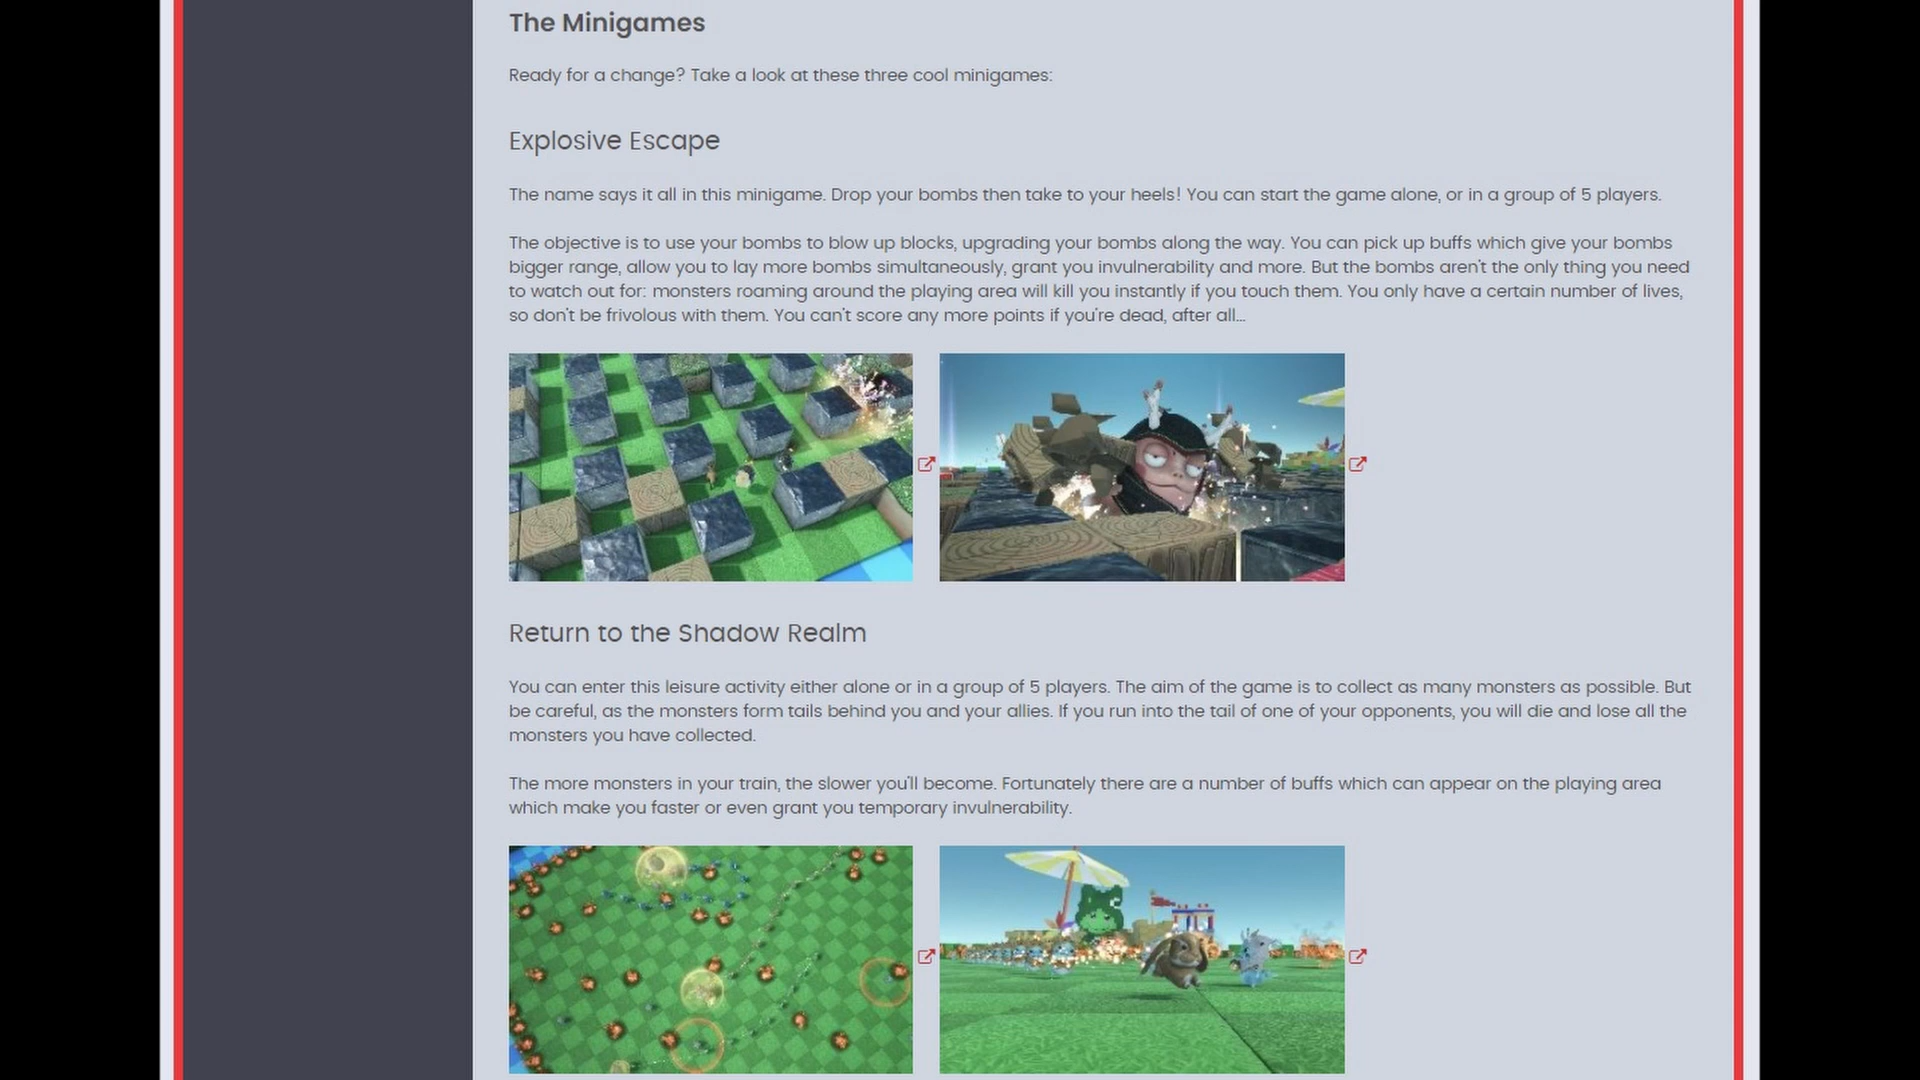 The Minigames
Ready for a change? Take a look at these three cool minigames:
Explosive Escape
The name says it all in this minigame. Drop your bombs then take to your heels! You can start the game alone, or in a group of 5 players.
The objective is to use your bombs to blow up blocks, upgrading your bombs along the way. You can pick up buffs which give your bombs
bigger range, allow you to lay more bombs simultaneously, grant you invulnerability and more. But the bombs aren't the only thing you need
to watch out for: monsters roaming around the playing area will kill you instantly if you touch them. You only have a certain number of lives,
so don't be frivolous with them. You can't score any more points if you're dead, after all...
Return to the Shadow Realm
You can enter this leisure activity either alone or in a group of 5 players. The aim of the game is to collect as many monsters as possible. But
be careful, as the monsters form tails behind you and your allies. If you run into the tail of one of your opponents, you will die and lose all the
monsters you have collected.
The more monsters in your train, the slower you'll become. Fortunately there are a number of buffs which can appear on the playing area
which make you faster or even grant you temporary invulnerability.